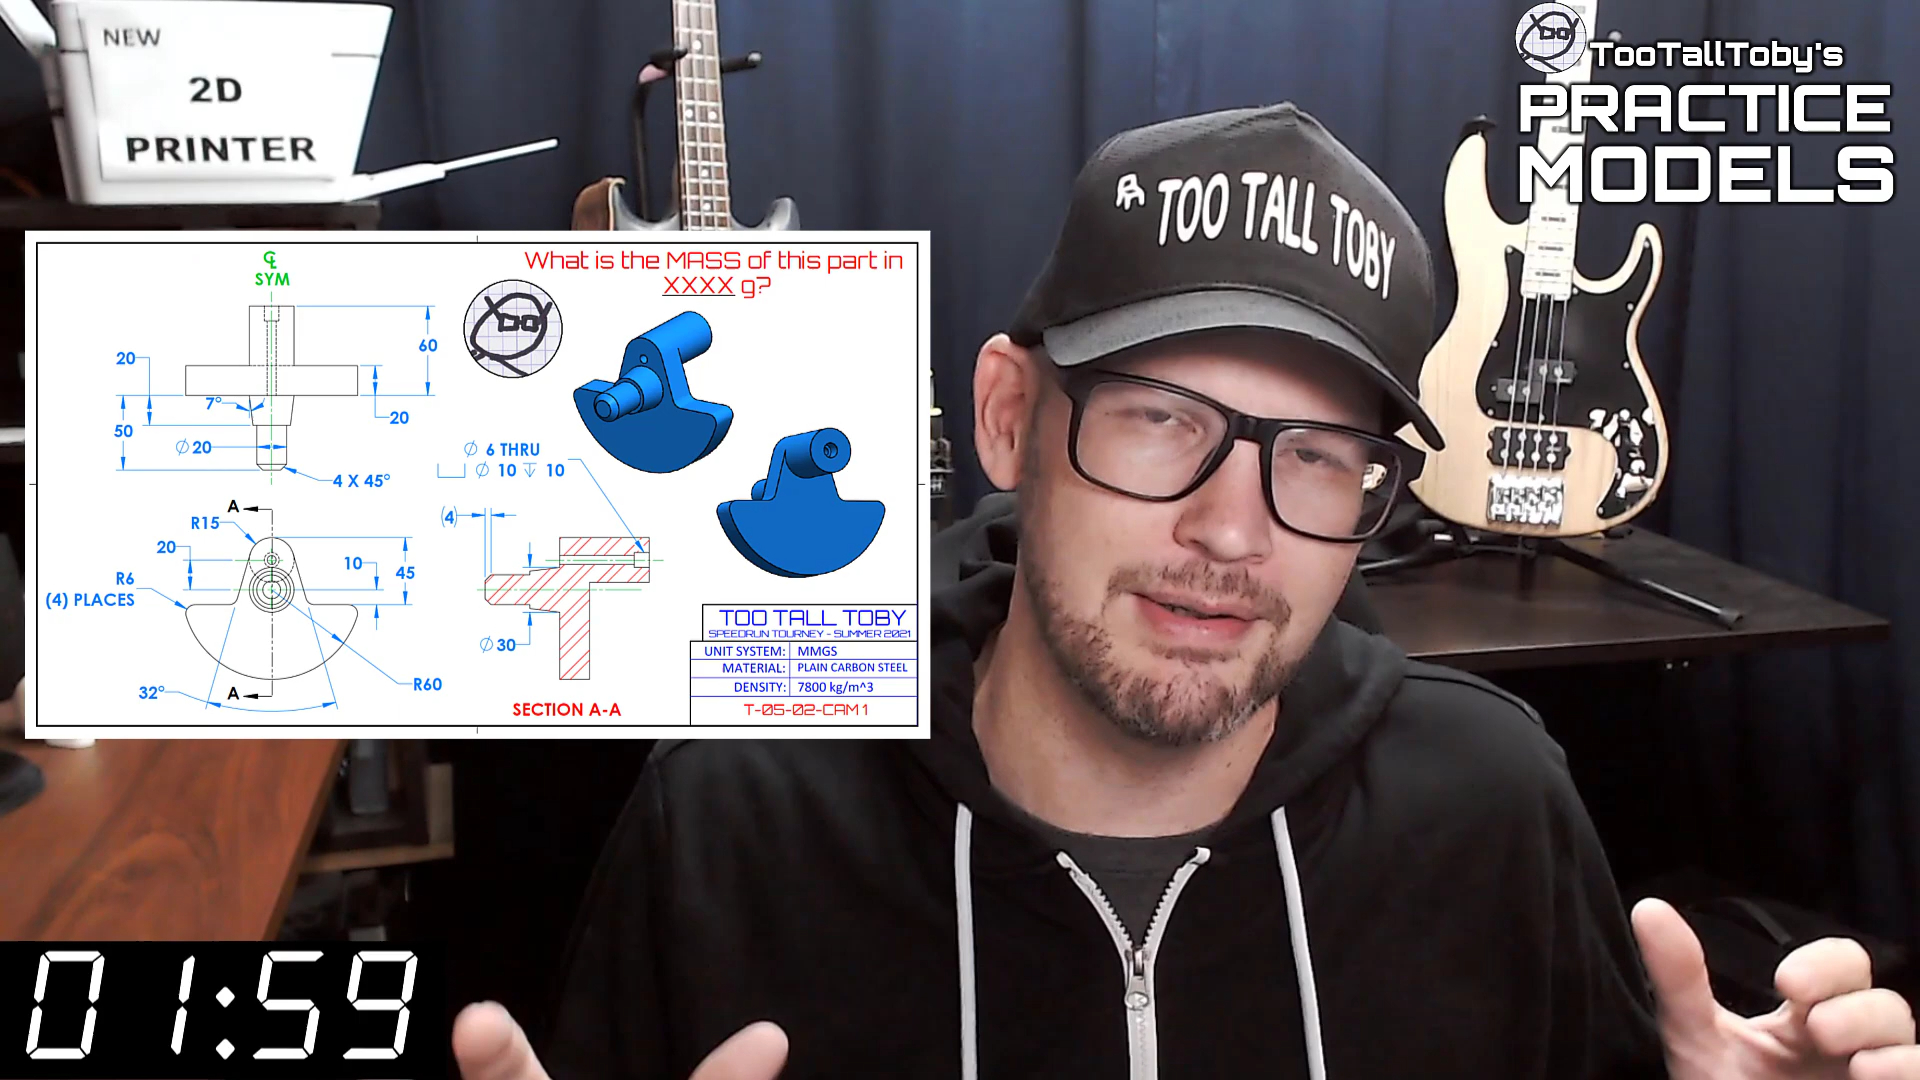 NEW
2D
PRINTER
TooTallToby's
PRACTICE
MODELS
TOO TALL TOBY
What is the MASS of this part in
XXXX g?
℄
SYM
60
20
7°
50
20
∅ 20
4 X 45°
∅ 6 THRU
⌴ ∅ 10 ↧ 10
A
R15
20
10
45
R6
(4) PLACES
(4)
∅ 30
32°
A
R60
SECTION A-A
TOO TALL TOBY
SPEEDRUN TOURNEY - SUMMER 2021
UNIT SYSTEM: MMGS
MATERIAL: PLAIN CARBON STEEL
DENSITY: 7800 kg/m^3
T-05-02-CAM 1
01:59